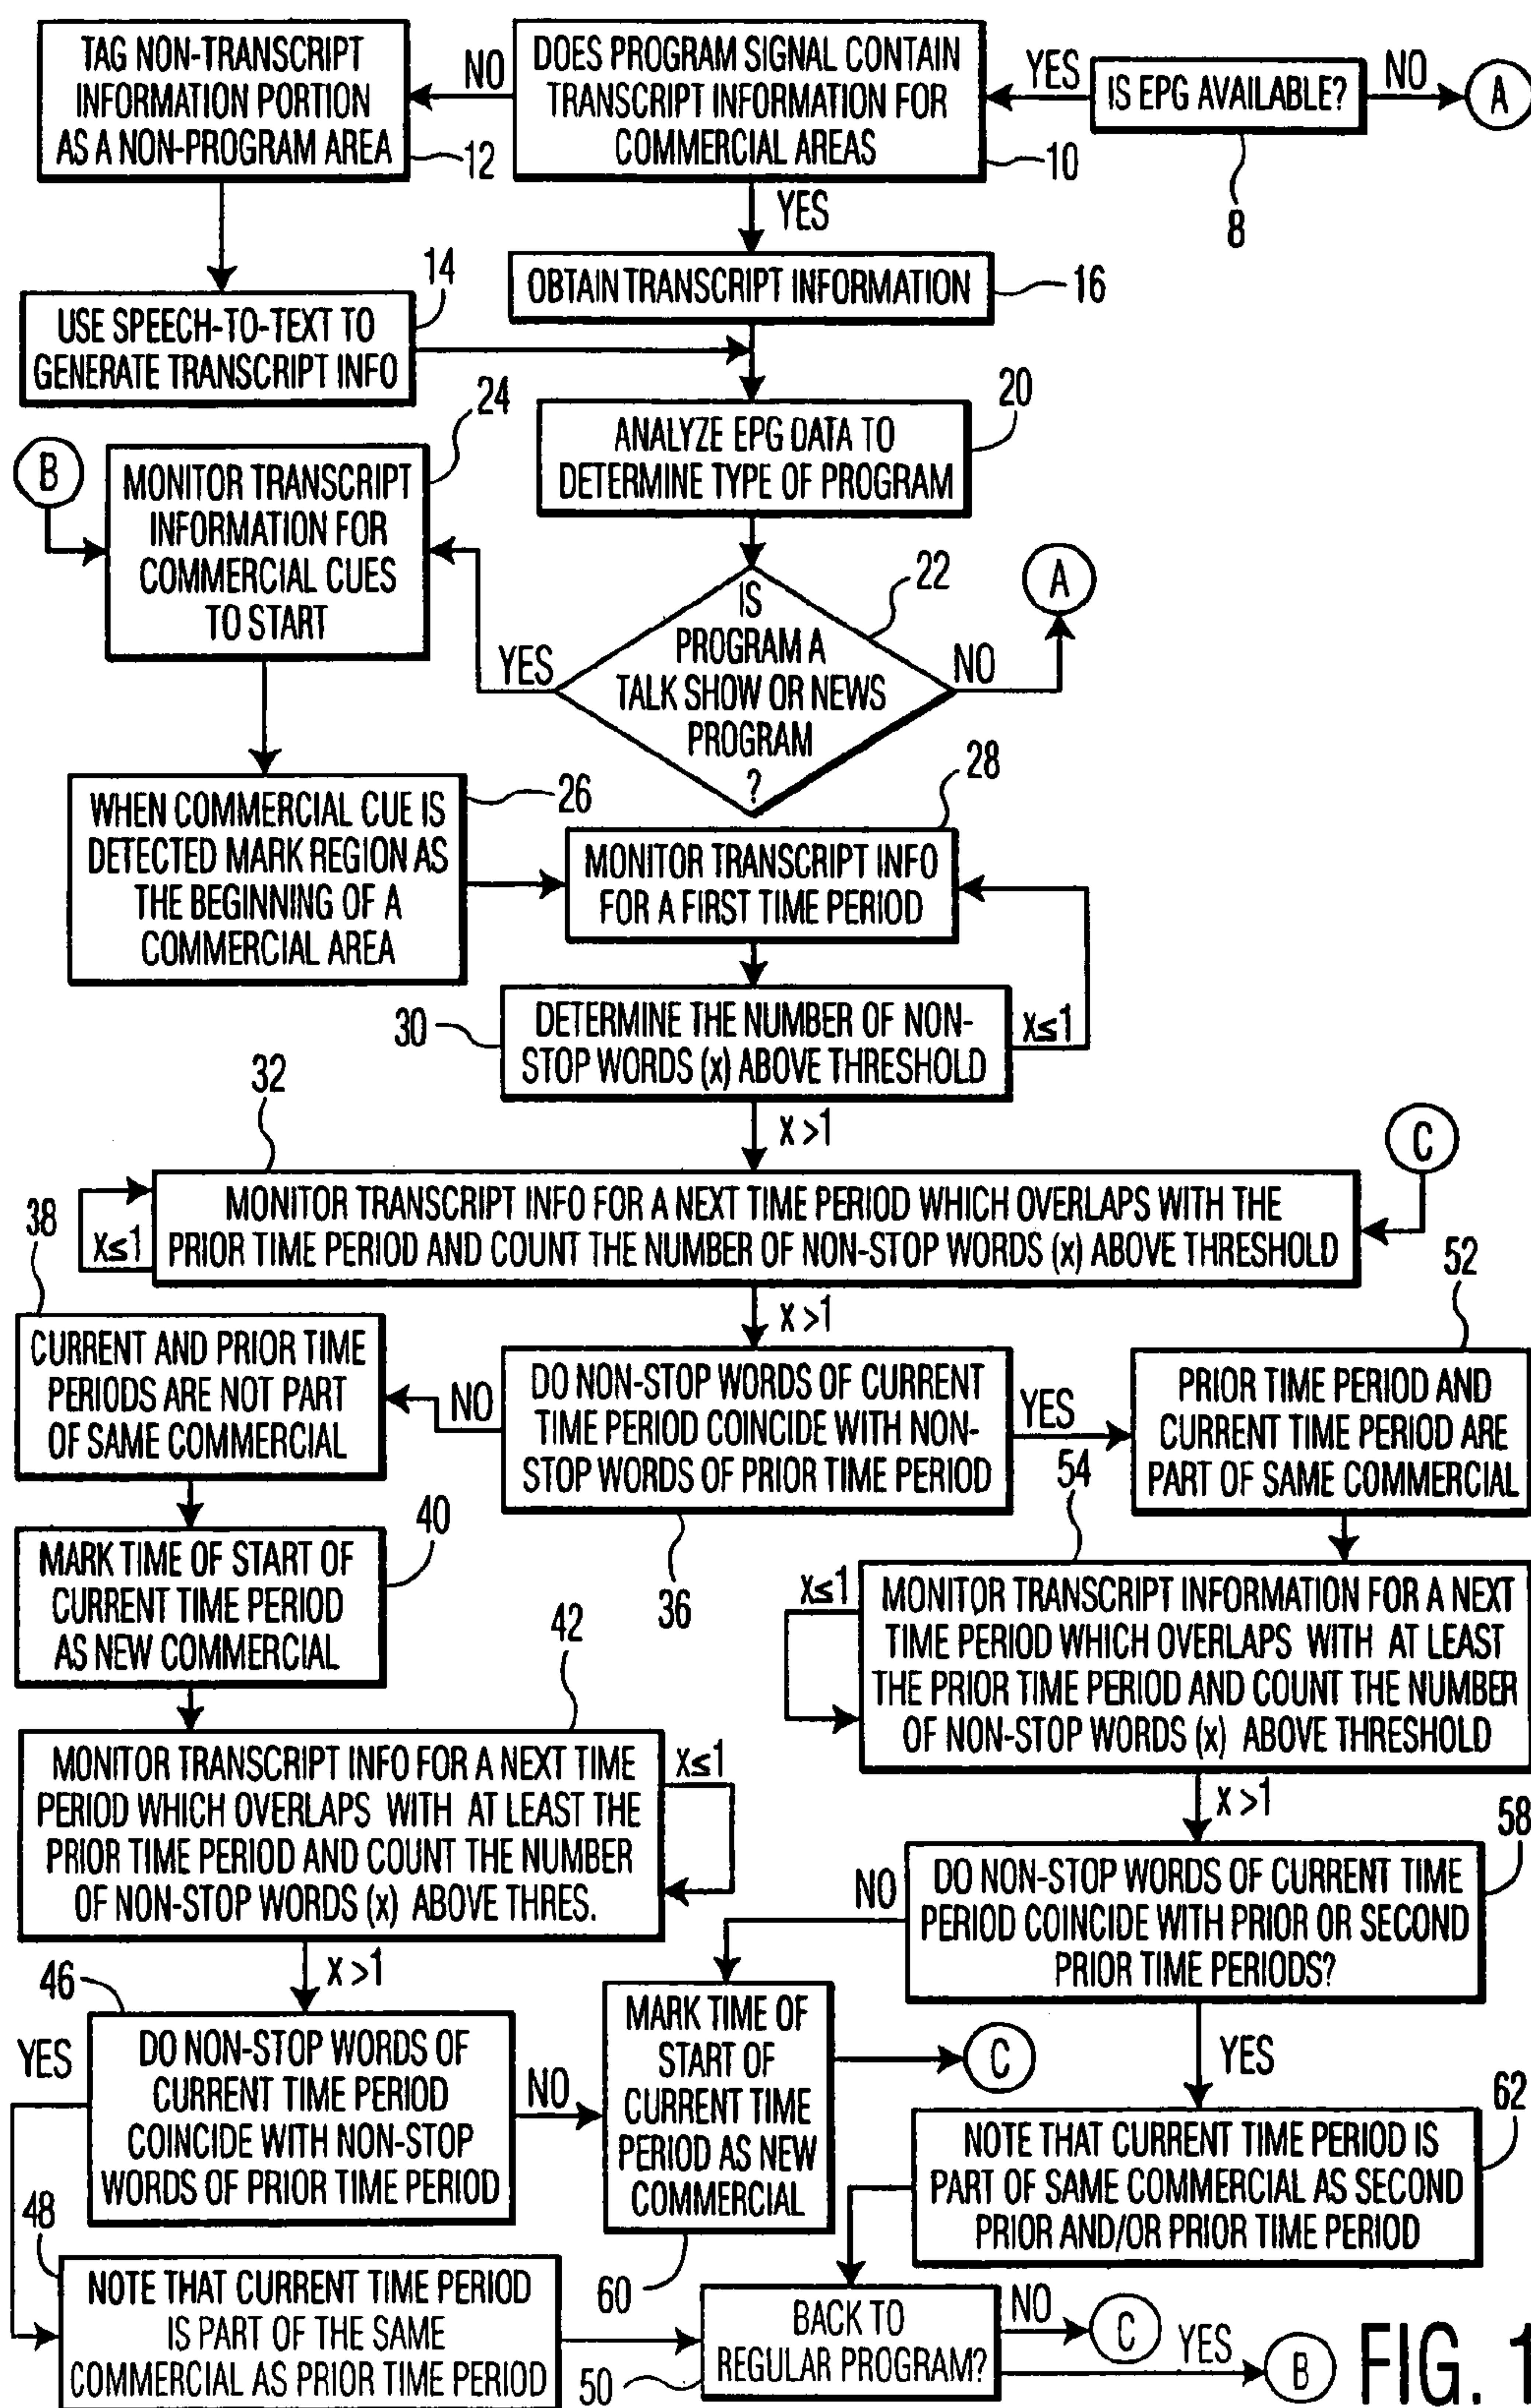 TAG NON-TRANSCRIPT
INFORMATION PORTION
AS A NON-PROGRAM AREA
12
NO
DOES PROGRAM SIGNAL CONTAIN
TRANSCRIPT INFORMATION FOR
COMMERCIAL AREAS
10
YES
IS EPG AVAILABLE?
8
NO
A
YES
14
USE SPEECH-TO-TEXT TO
GENERATE TRANSCRIPT INFO
OBTAIN TRANSCRIPT INFORMATION
16
20
ANALYZE EPG DATA TO
DETERMINE TYPE OF PROGRAM
24
B
MONITOR TRANSCRIPT
INFORMATION FOR
COMMERCIAL CUES
TO START
YES
IS
PROGRAM A
TALK SHOW OR NEWS
PROGRAM
?
22
NO
A
26
WHEN COMMERCIAL CUE IS
DETECTED MARK REGION AS
THE BEGINNING OF A
COMMERCIAL AREA
28
MONITOR TRANSCRIPT INFO
FOR A FIRST TIME PERIOD
30
DETERMINE THE NUMBER OF NON-
STOP WORDS (x) ABOVE THRESHOLD
x≤1
x >1
32
C
MONITOR TRANSCRIPT INFO FOR A NEXT TIME PERIOD WHICH OVERLAPS WITH THE
PRIOR TIME PERIOD AND COUNT THE NUMBER OF NON-STOP WORDS (x) ABOVE THRESHOLD
x≤1
x >1
38
CURRENT AND PRIOR TIME
PERIODS ARE NOT PART
OF SAME COMMERCIAL
NO
DO NON-STOP WORDS OF CURRENT
TIME PERIOD COINCIDE WITH NON-
STOP WORDS OF PRIOR TIME PERIOD
36
YES
52
PRIOR TIME PERIOD AND
CURRENT TIME PERIOD ARE
PART OF SAME COMMERCIAL
40
MARK TIME OF START OF
CURRENT TIME PERIOD
AS NEW COMMERCIAL
54
x≤1
MONITOR TRANSCRIPT INFORMATION FOR A NEXT
TIME PERIOD WHICH OVERLAPS WITH AT LEAST
THE PRIOR TIME PERIOD AND COUNT THE NUMBER
OF NON-STOP WORDS (x) ABOVE THRESHOLD
x >1
42
MONITOR TRANSCRIPT INFO FOR A NEXT TIME
PERIOD WHICH OVERLAPS WITH AT LEAST THE
PRIOR TIME PERIOD AND COUNT THE NUMBER
OF NON-STOP WORDS (x) ABOVE THRES.
x≤1
x >1
58
NO
DO NON-STOP WORDS OF CURRENT TIME
PERIOD COINCIDE WITH PRIOR OR SECOND
PRIOR TIME PERIODS?
YES
46
YES
DO NON-STOP WORDS OF
CURRENT TIME PERIOD
COINCIDE WITH NON-STOP
WORDS OF PRIOR TIME PERIOD
NO
MARK TIME OF
START OF
CURRENT TIME
PERIOD AS NEW
COMMERCIAL
60
C
62
NOTE THAT CURRENT TIME PERIOD IS
PART OF SAME COMMERCIAL AS SECOND
PRIOR AND/OR PRIOR TIME PERIOD
48
NOTE THAT CURRENT TIME PERIOD
IS PART OF THE SAME
COMMERCIAL AS PRIOR TIME PERIOD
50
BACK TO
REGULAR PROGRAM?
NO
C
YES
B
FIG. 1